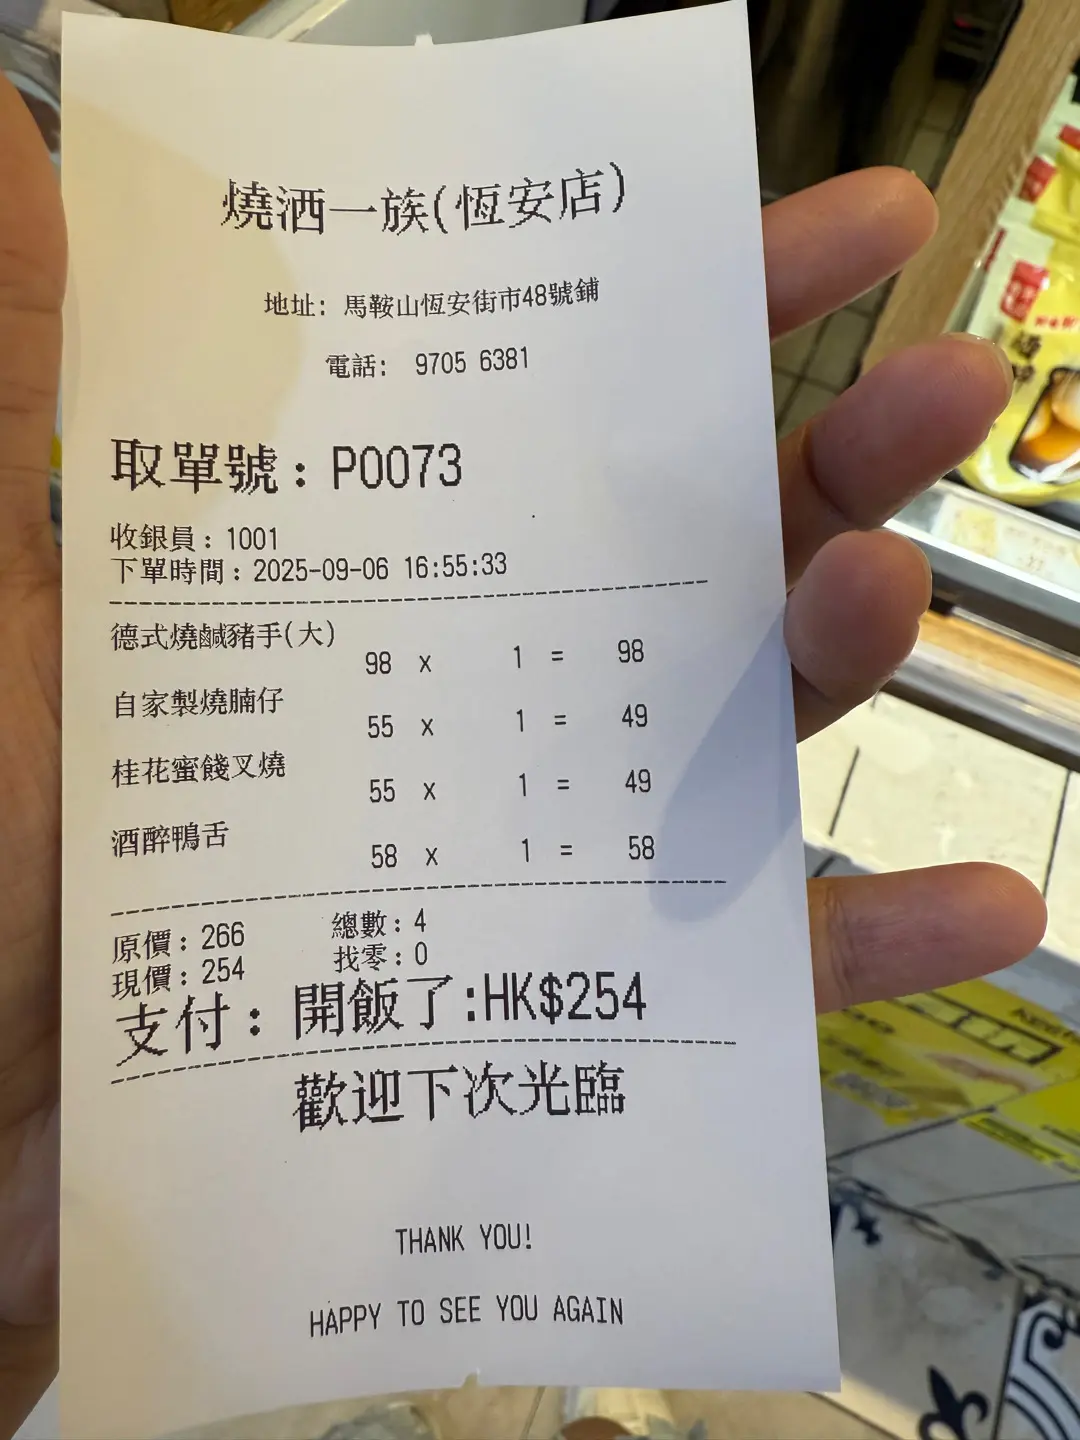 燒酒一族(恆安店)
地址: 馬鞍山恆安街市48號鋪
電話: 9705 6381
取單號:P0073
收銀員:1001
下單時間:2025-09-06 16:55:33
德式燒鹹豬手(大)
98 x 1 = 98
自家製燒腩仔
55 x 1 = 49
桂花蜜餞叉燒
55 x 1 = 49
酒醉鴨舌
58 x 1 = 58
原價:266 總數:4
現價:254 找零:0
支付:開飯了:HK$254
歡迎下次光臨
THANK YOU!
HAPPY TO SEE YOU AGAIN